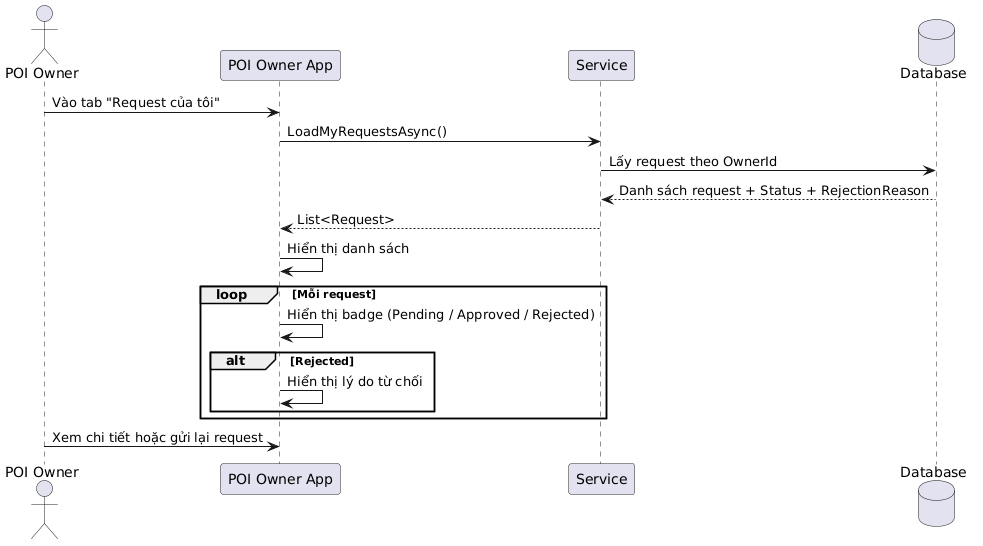 POI Owner
POI Owner App
Service
Database
Vào tab "Request của tôi"
LoadMyRequestsAsync()
Lấy request theo OwnerId
Danh sách request + Status + RejectionReason
List<Request>
Hiển thị danh sách
loop [Mỗi request]
Hiển thị badge (Pending / Approved / Rejected)
alt [Rejected]
Hiển thị lý do từ chối
Xem chi tiết hoặc gửi lại request
POI Owner
POI Owner App
Service
Database